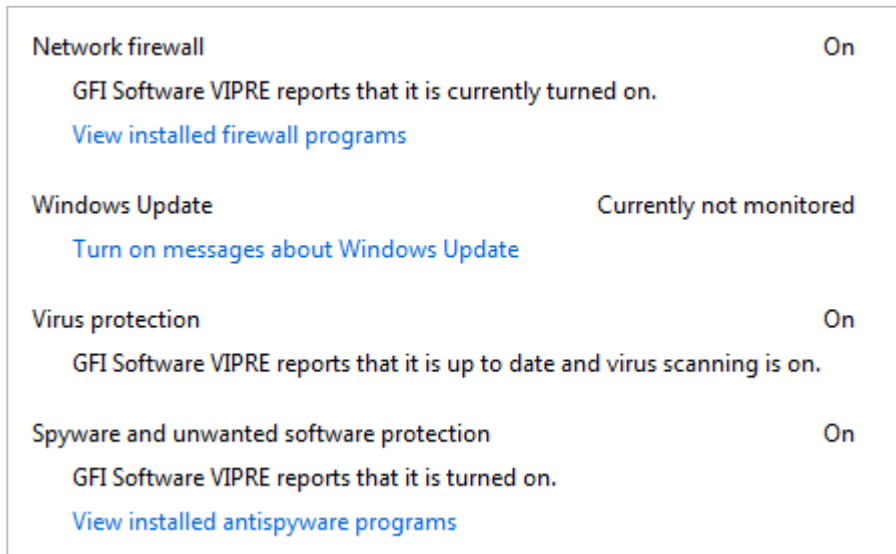 Network firewall On
GFI Software VIPRE reports that it is currently turned on.
View installed firewall programs
Windows Update Currently not monitored
Turn on messages about Windows Update
Virus protection On
GFI Software VIPRE reports that it is up to date and virus scanning is on.
Spyware and unwanted software protection On
GFI Software VIPRE reports that it is turned on.
View installed antispyware programs